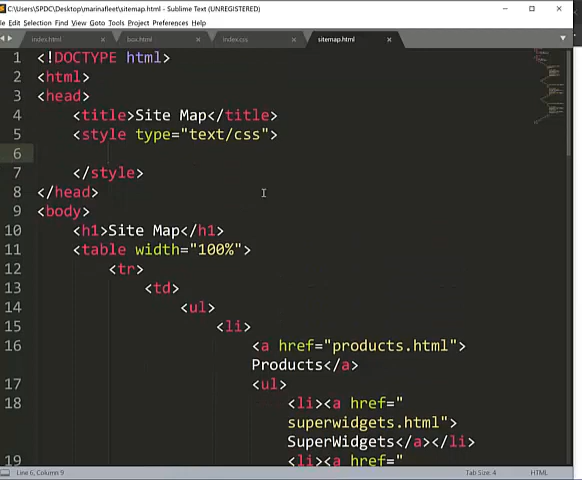 C:\Users\SPDC\Desktop\marinafleet\sitemap.html - Sublime Text (UNREGISTERED)
File Edit Selection Find View Goto Tools Project Preferences Help
index.html box.html index.css sitemap.html
1 <!DOCTYPE html>
2 <html>
3 <head>
4 <title>Site Map</title>
5 <style type="text/css">
6
7 </style>
8 </head>
9 <body>
10 <h1>Site Map</h1>
11 <table width="100%">
12 <tr>
13 <td>
14 <ul>
15 <li>
16 <a href="products.html">
Products</a>
17 <ul>
18 <li><a href="
superwidgets.html">
SuperWidgets</a></li>
19 <li><a href="
Line 6, Column 9 Tab Size: 4 HTML